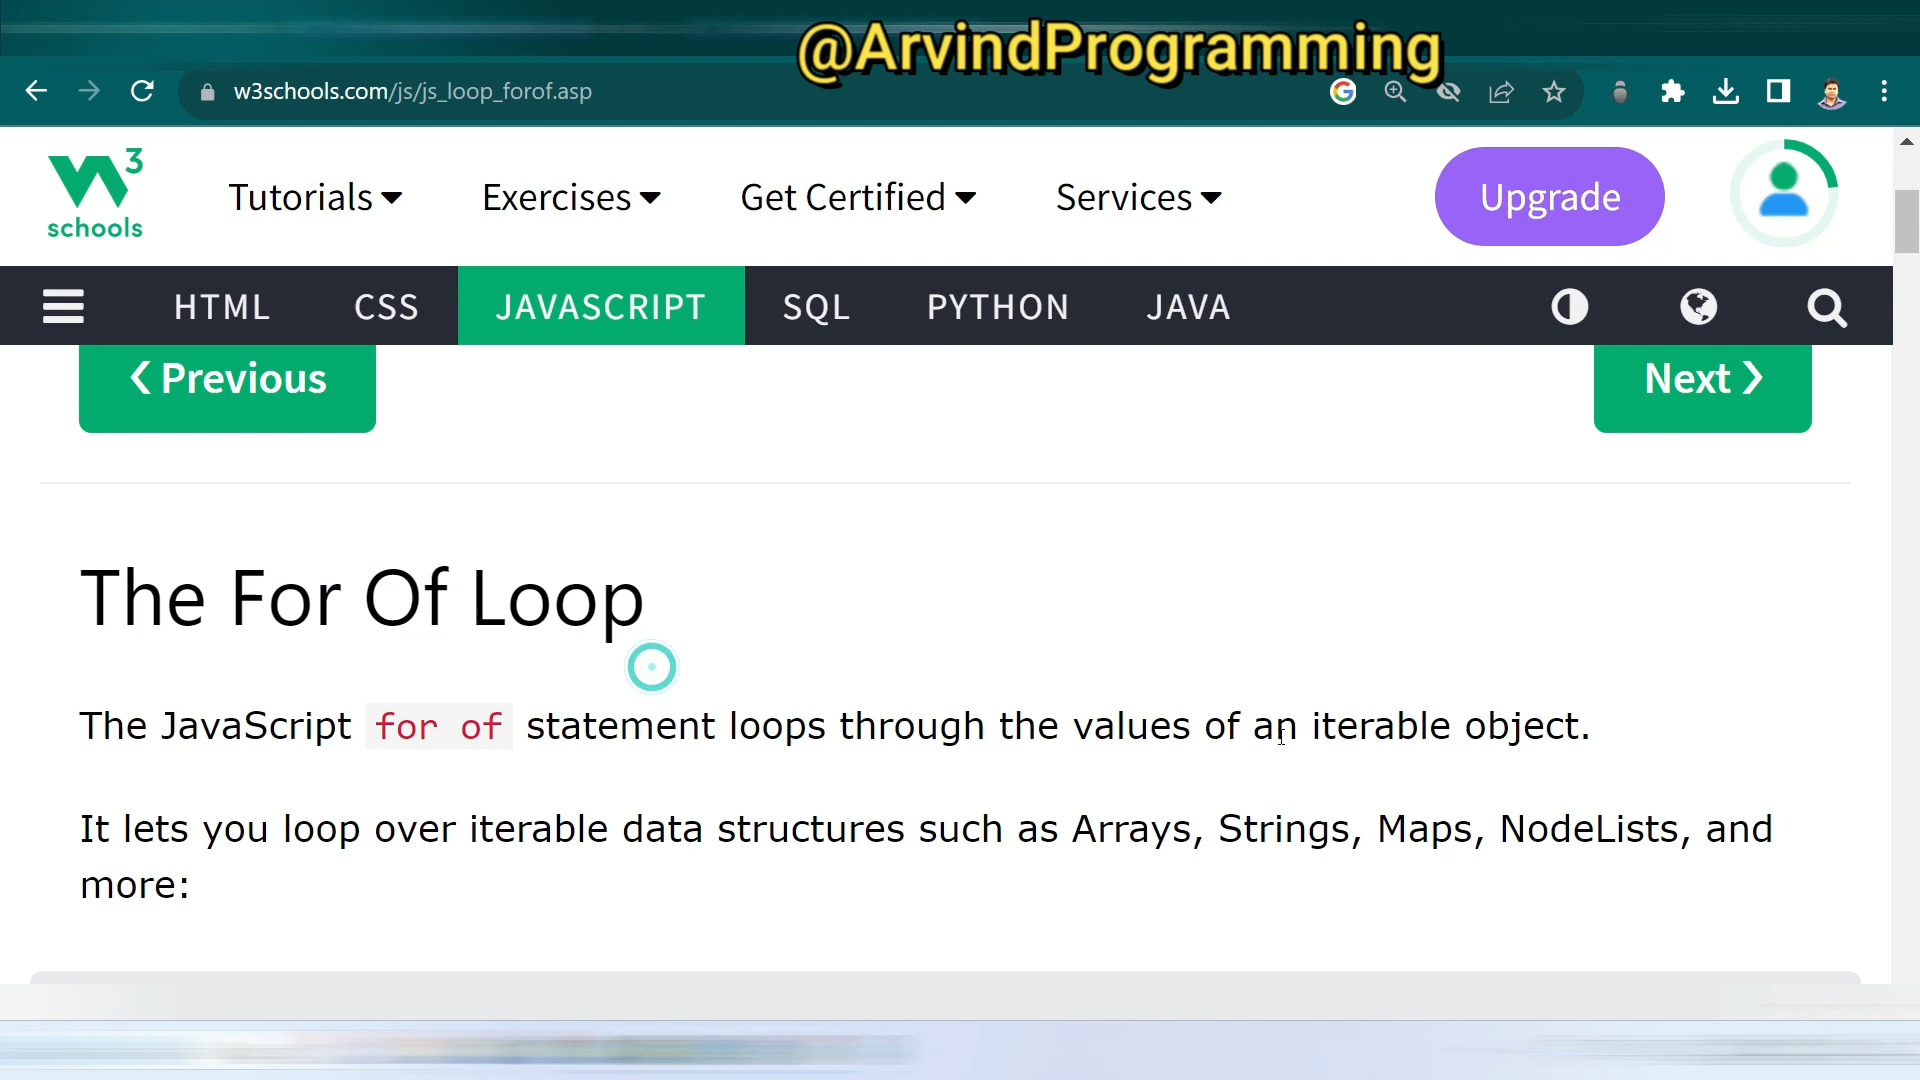 @ArvindProgramming
w3schools.com/js/js_loop_forof.asp
W3 schools
Tutorials Exercises Get Certified Services Upgrade
HTML CSS JAVASCRIPT SQL PYTHON JAVA
❮ Previous Next ❯
The For Of Loop
The JavaScript for of statement loops through the values of an iterable object.
It lets you loop over iterable data structures such as Arrays, Strings, Maps, NodeLists, and
more: